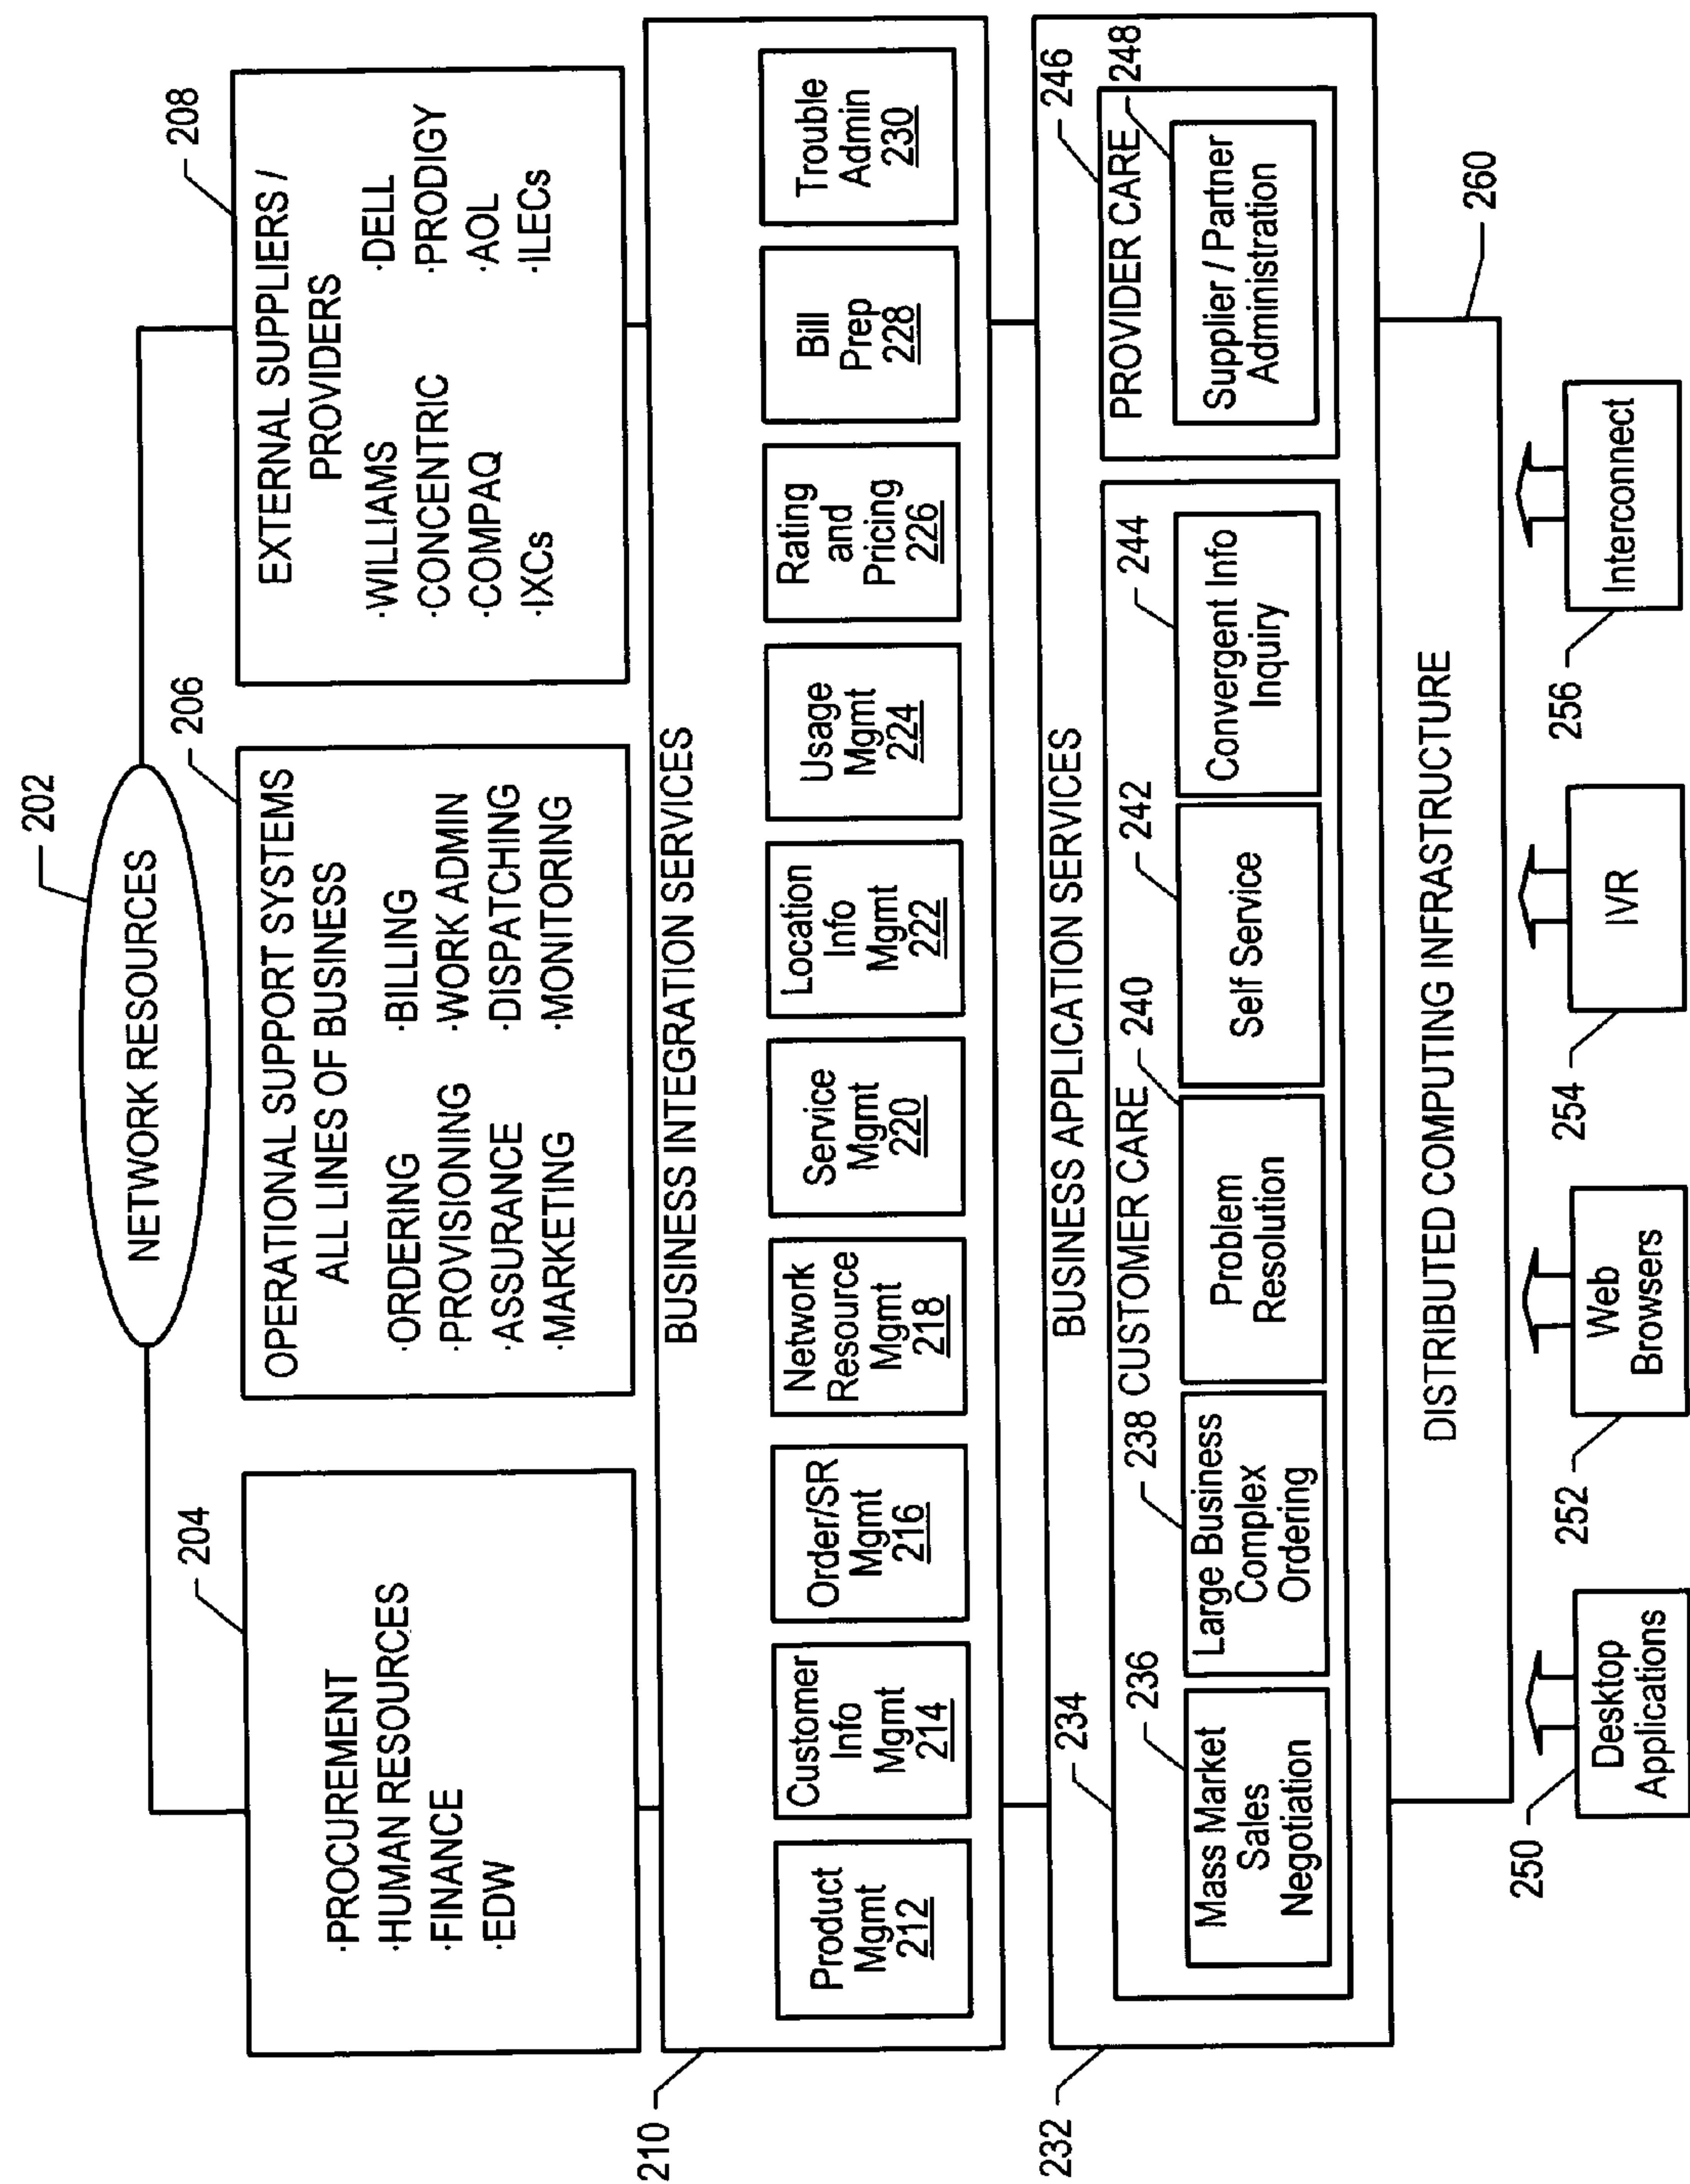 202
NETWORK RESOURCES
204
·PROCUREMENT
·HUMAN RESOURCES
·FINANCE
·EDW
206
OPERATIONAL SUPPORT SYSTEMS
ALL LINES OF BUSINESS
·ORDERING
·PROVISIONING
·ASSURANCE
·MARKETING
·BILLING
·WORK ADMIN
·DISPATCHING
·MONITORING
208
EXTERNAL SUPPLIERS /
PROVIDERS
·WILLIAMS
·CONCENTRIC
·COMPAQ
·IXCs
·DELL
·PRODIGY
·AOL
·ILECs
210
BUSINESS INTEGRATION SERVICES
Product
Mgmt
212
Customer
Info
Mgmt
214
Order/SR
Mgmt
216
Network
Resource
Mgmt
218
Service
Mgmt
220
Location
Info
Mgmt
222
Usage
Mgmt
224
Rating
and
Pricing
226
Bill
Prep
228
Trouble
Admin
230
232
BUSINESS APPLICATION SERVICES
234
CUSTOMER CARE
236
Mass Market
Sales
Negotiation
238
Large Business
Complex
Ordering
240
Problem
Resolution
242
Self Service
244
Convergent Info
Inquiry
246
PROVIDER CARE
248
Supplier / Partner
Administration
DISTRIBUTED COMPUTING INFRASTRUCTURE
260
250
Desktop
Applications
252
Web
Browsers
254
IVR
256
Interconnect